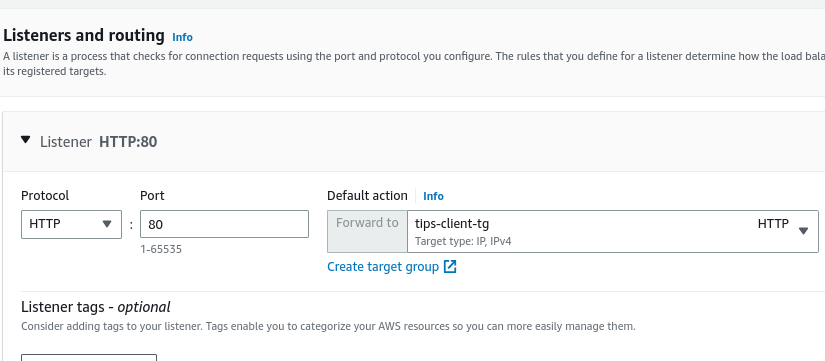 Listeners and routing Info
A listener is a process that checks for connection requests using the port and protocol you configure. The rules that you define for a listener determine how the load bala
its registered targets.
Listener HTTP:80
Protocol Port Default action Info
HTTP : 80 Forward to tips-client-tg HTTP
Target type: IP, IPv4
1-65535
Create target group
Listener tags - optional
Consider adding tags to your listener. Tags enable you to categorize your AWS resources so you can more easily manage them.